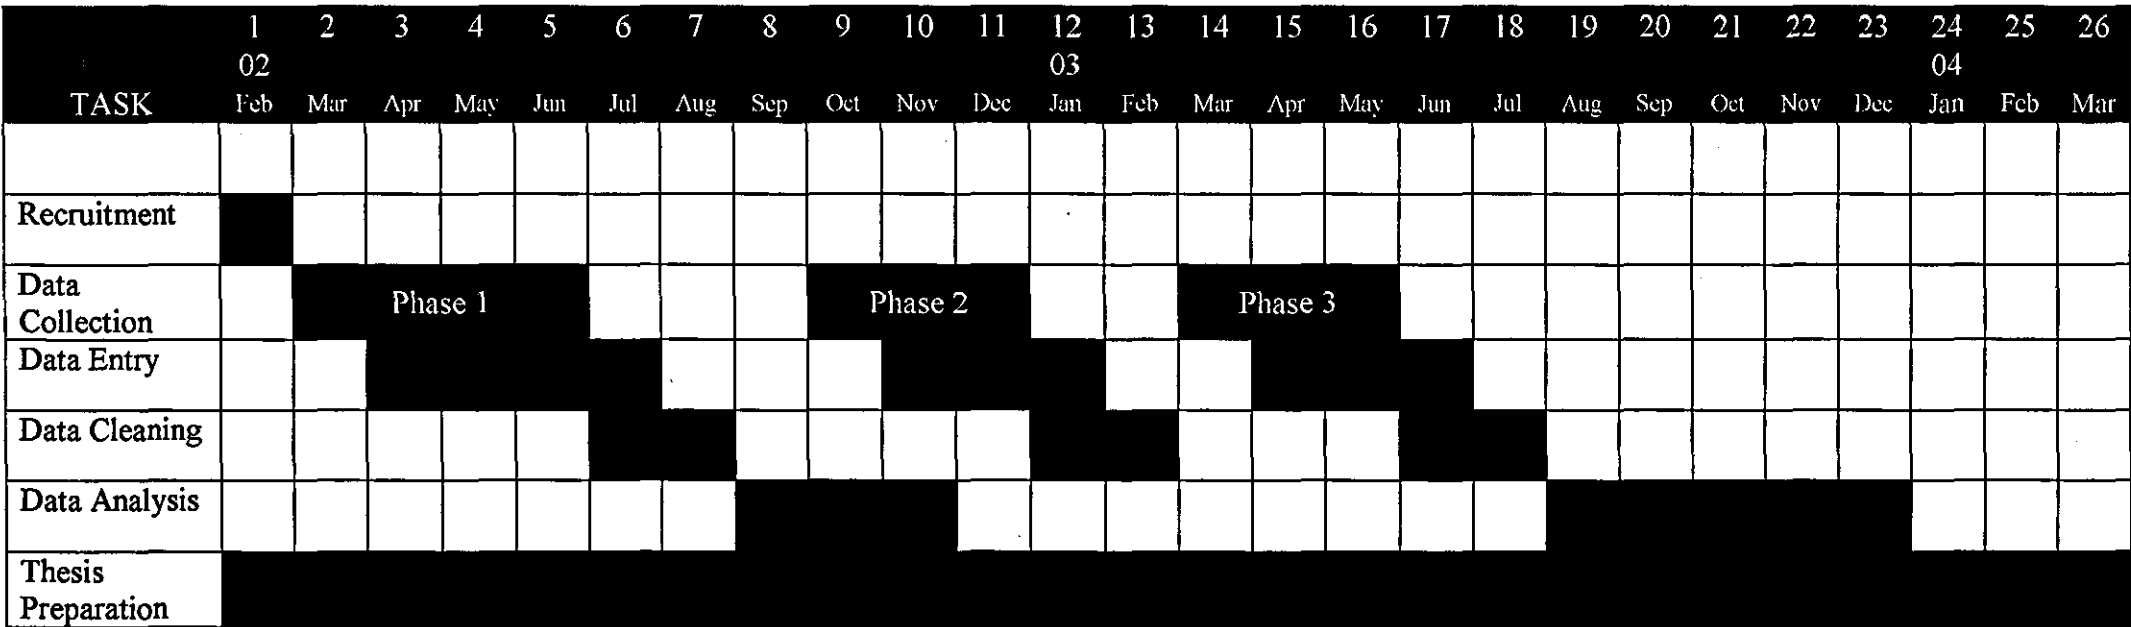 1 2 3 4 5 6 7 8 9 10 11 12 13 14 15 16 17 18 19 20 21 22 23 24 25 26
02 03 04
TASK Feb Mar Apr May Jun Jul Aug Sep Oct Nov Dec Jan Feb Mar Apr May Jun Jul Aug Sep Oct Nov Dec Jan Feb Mar
Recruitment
Data
Collection
Phase 1 Phase 2 Phase 3
Data Entry
Data Cleaning
Data Analysis
Thesis
Preparation